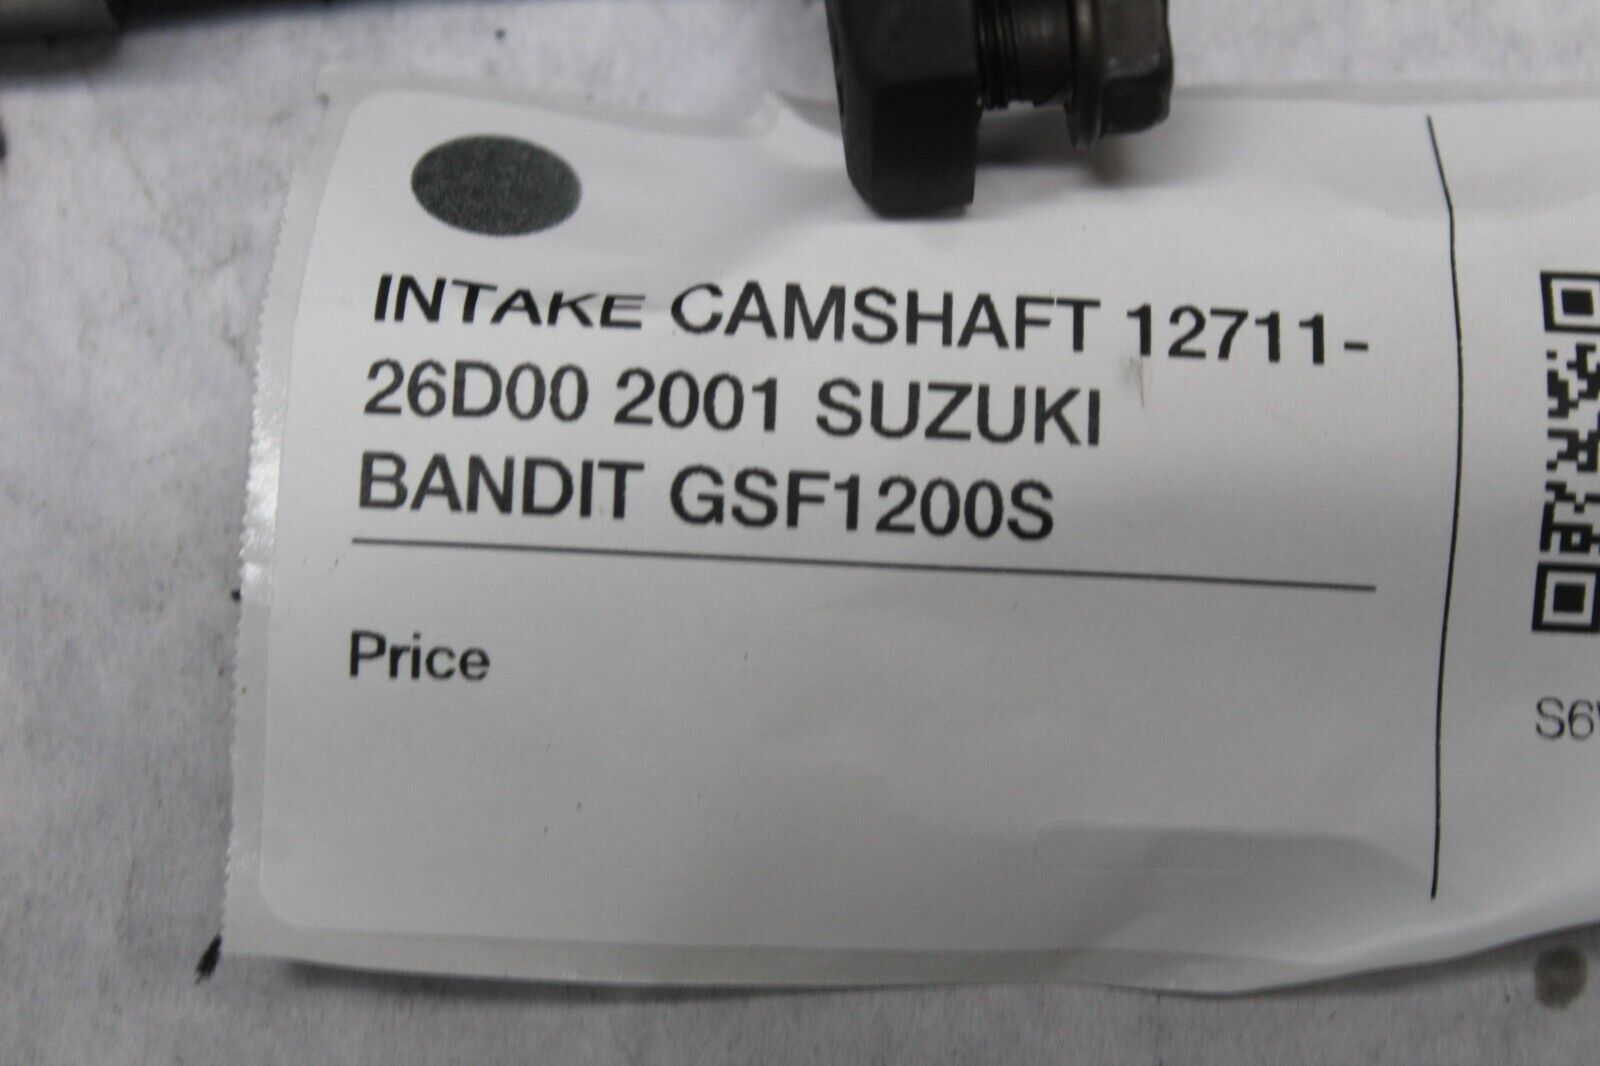 INTAKE CAMSHAFT 12711-
26D00 2001 SUZUKI
BANDIT GSF1200S
Price